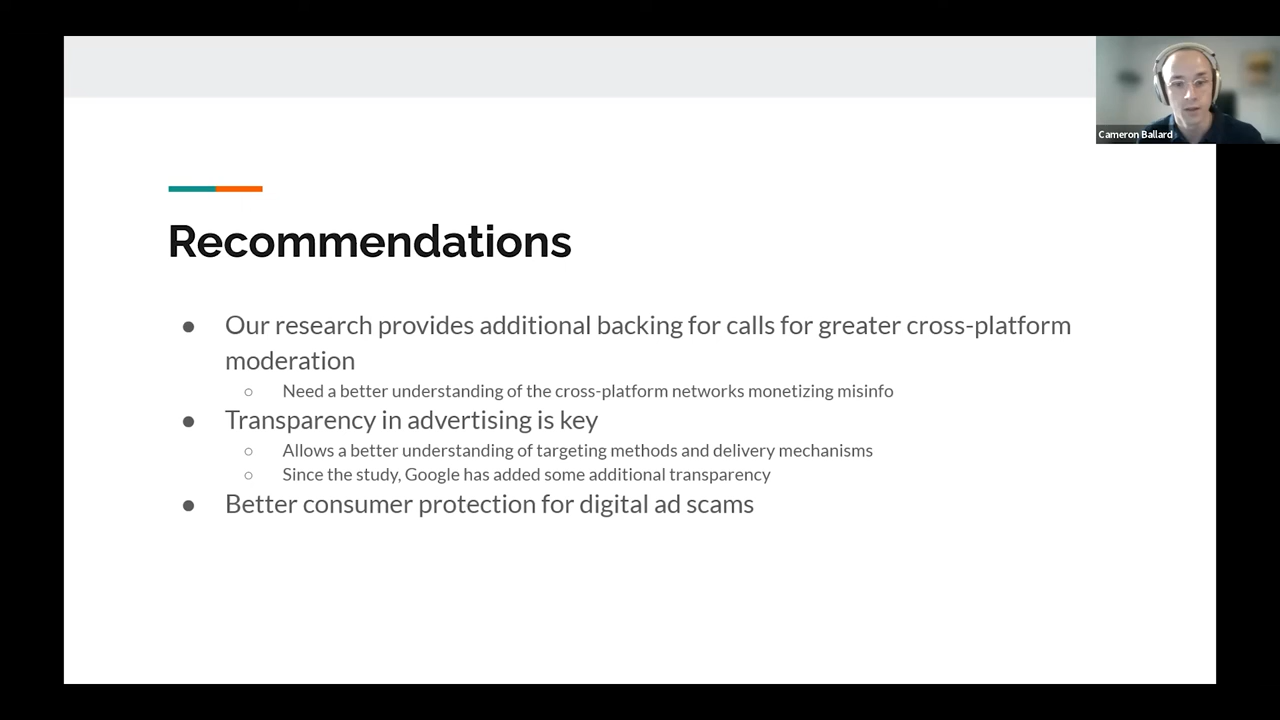 Cameron Ballard
Recommendations
● Our research provides additional backing for calls for greater cross-platform
moderation
○ Need a better understanding of the cross-platform networks monetizing misinfo
● Transparency in advertising is key
○ Allows a better understanding of targeting methods and delivery mechanisms
○ Since the study, Google has added some additional transparency
● Better consumer protection for digital ad scams